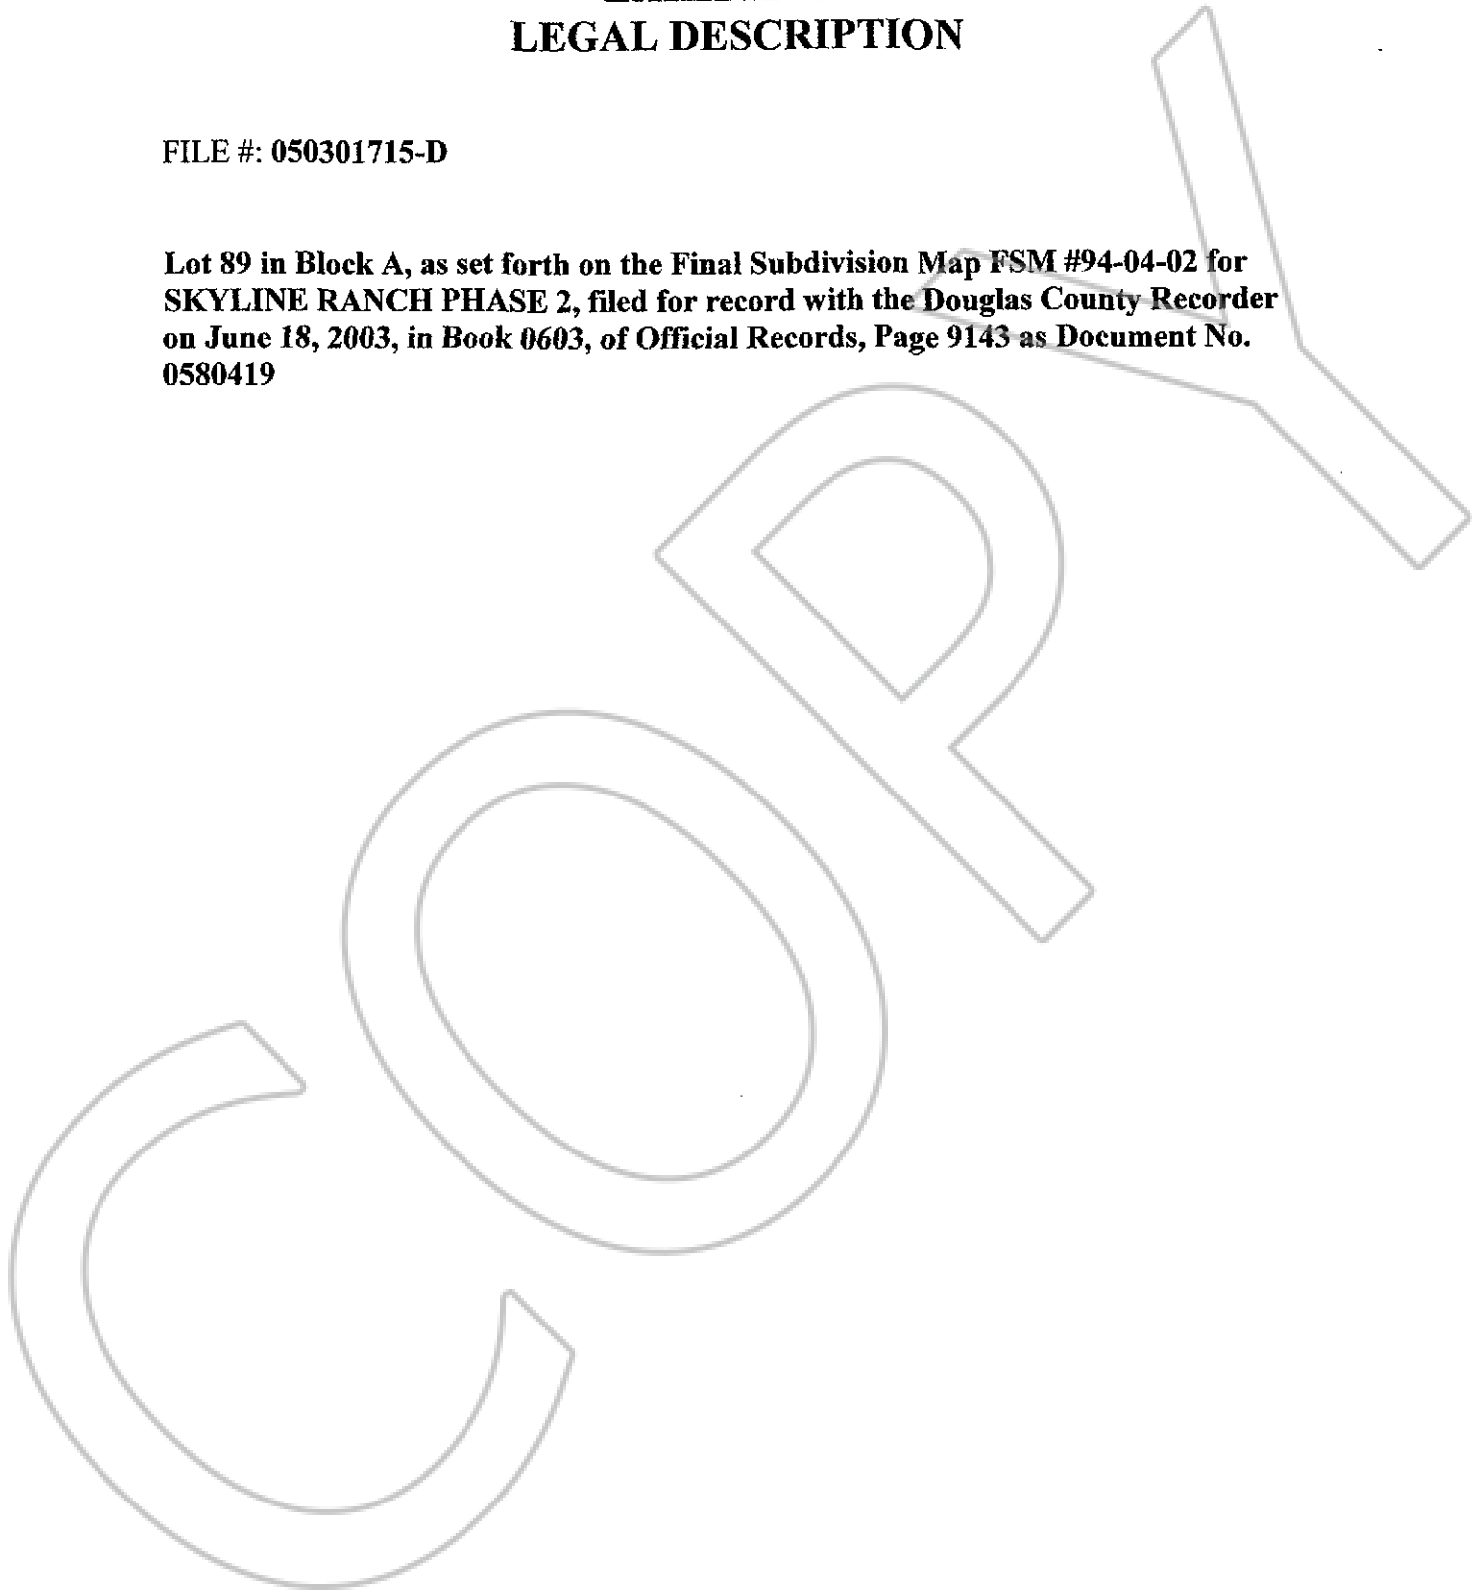 LEGAL DESCRIPTION
FILE #: 050301715-D
Lot 89 in Block A, as set forth on the Final Subdivision Map FSM #94-04-02 for
SKYLINE RANCH PHASE 2, filed for record with the Douglas County Recorder
on June 18, 2003, in Book 0603, of Official Records, Page 9143 as Document No.
0580419
COPY